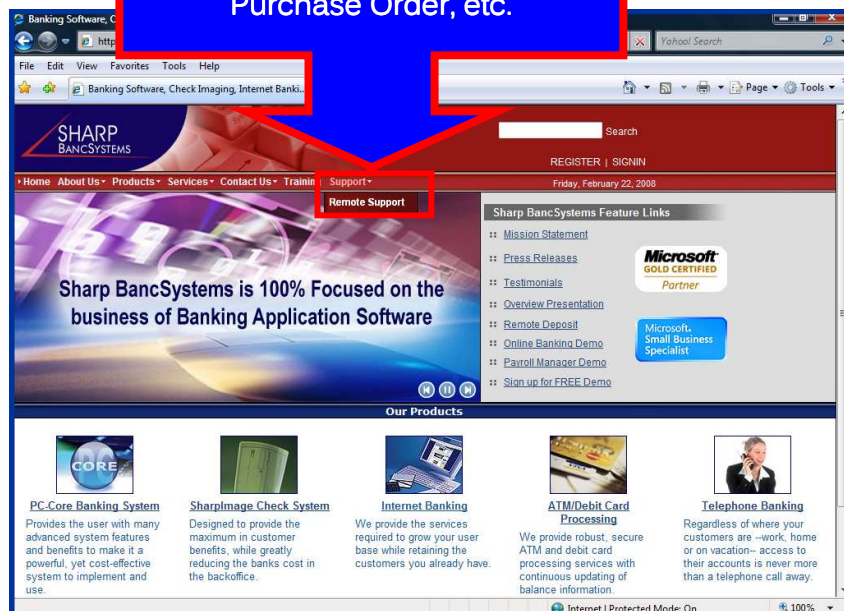 Purchase Order, etc.
Banking Software, C
http
Yahoo! Search
File Edit View Favorites Tools Help
Banking Software, Check Imaging, Internet Banki...
Page Tools
SHARP
BANCSYSTEMS
Search
REGISTER | SIGNIN
Home About Us Products Services Contact Us Training Support
Friday, February 22, 2008
Remote Support
Sharp BancSystems is 100% Focused on the
business of Banking Application Software
Sharp BancSystems Feature Links
Mission Statement
Press Releases
Testimonials
Overview Presentation
Remote Deposit
Online Banking Demo
Payroll Manager Demo
Sign up for FREE Demo
Microsoft
GOLD CERTIFIED
Partner
Microsoft
Small Business
Specialist
Our Products
CORE
PC-Core Banking System
Provides the user with many
advanced system features
and benefits to make it a
powerful, yet cost-effective
system to implement and
use.
SharpImage Check System
Designed to provide the
maximum in customer
benefits, while greatly
reducing the banks cost in
the backoffice.
Internet Banking
We provide the services
required to grow your user
base while retaining the
customers you already have.
ATM/Debit Card
Processing
We provide robust, secure
ATM and debit card
processing services with
continuous updating of
balance information.
Telephone Banking
Regardless of where your
customers are --work, home
or on vacation-- access to
their accounts is never more
than a telephone call away.
Internet | Protected Mode: On
100%